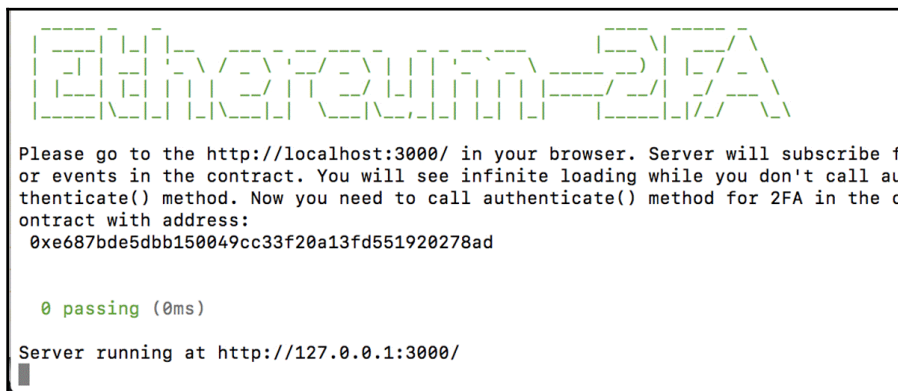 Ethereum-2FA
Please go to the http://localhost:3000/ in your browser. Server will subscribe f
or events in the contract. You will see infinite loading while you don't call au
thenticate() method. Now you need to call authenticate() method for 2FA in the c
ontract with address:
0xe687bde5dbb150049cc33f20a13fd551920278ad
0 passing (0ms)
Server running at http://127.0.0.1:3000/